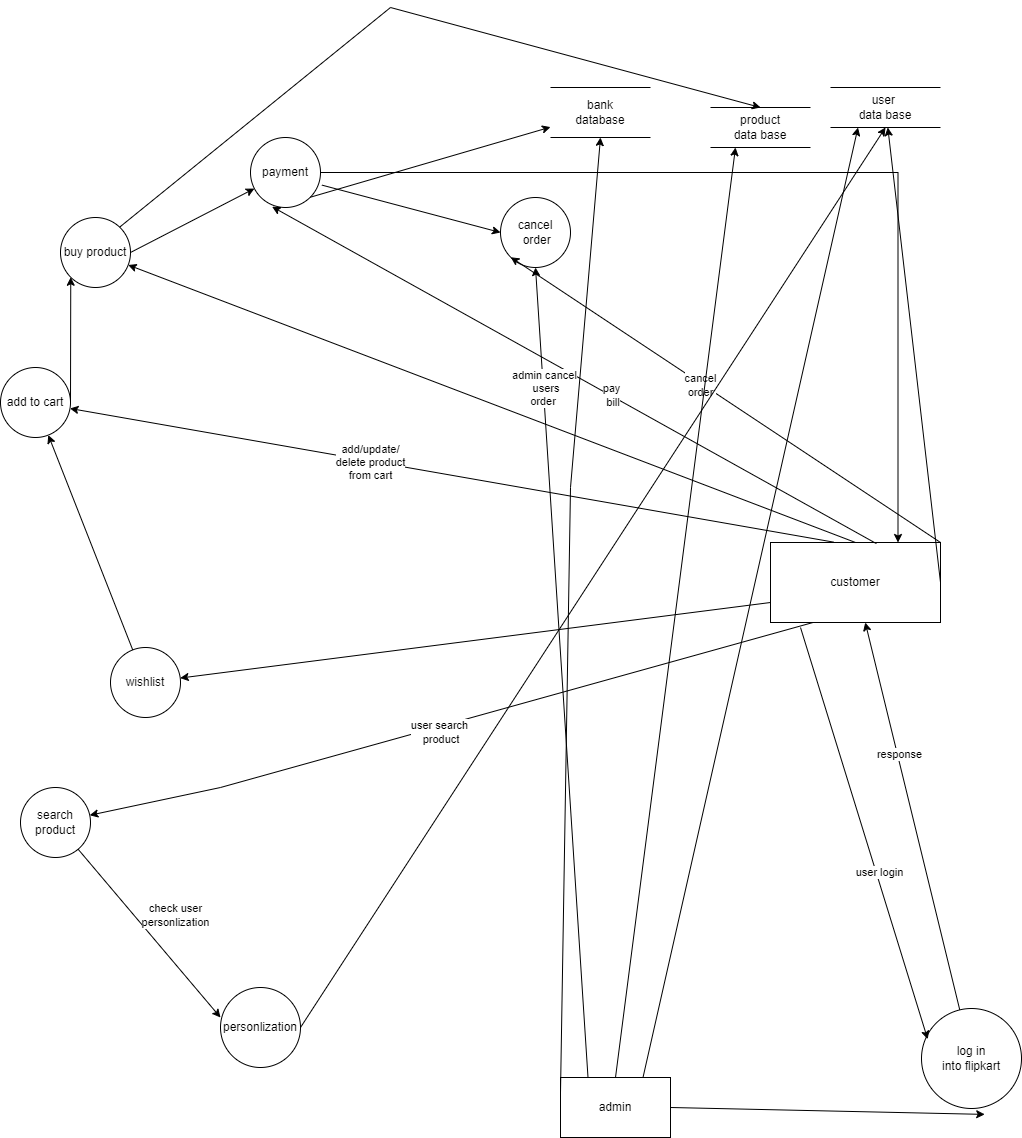 bank
database
user
data base
product
data base
payment
cancel
order
buy product
admin cancel
users
order
pay
bill
cancel
order
add to cart
add/update/
delete product
from cart
customer
wishlist
user search
product
response
search
product
user login
check user
personlization
personlization
log in
into flipkart
admin